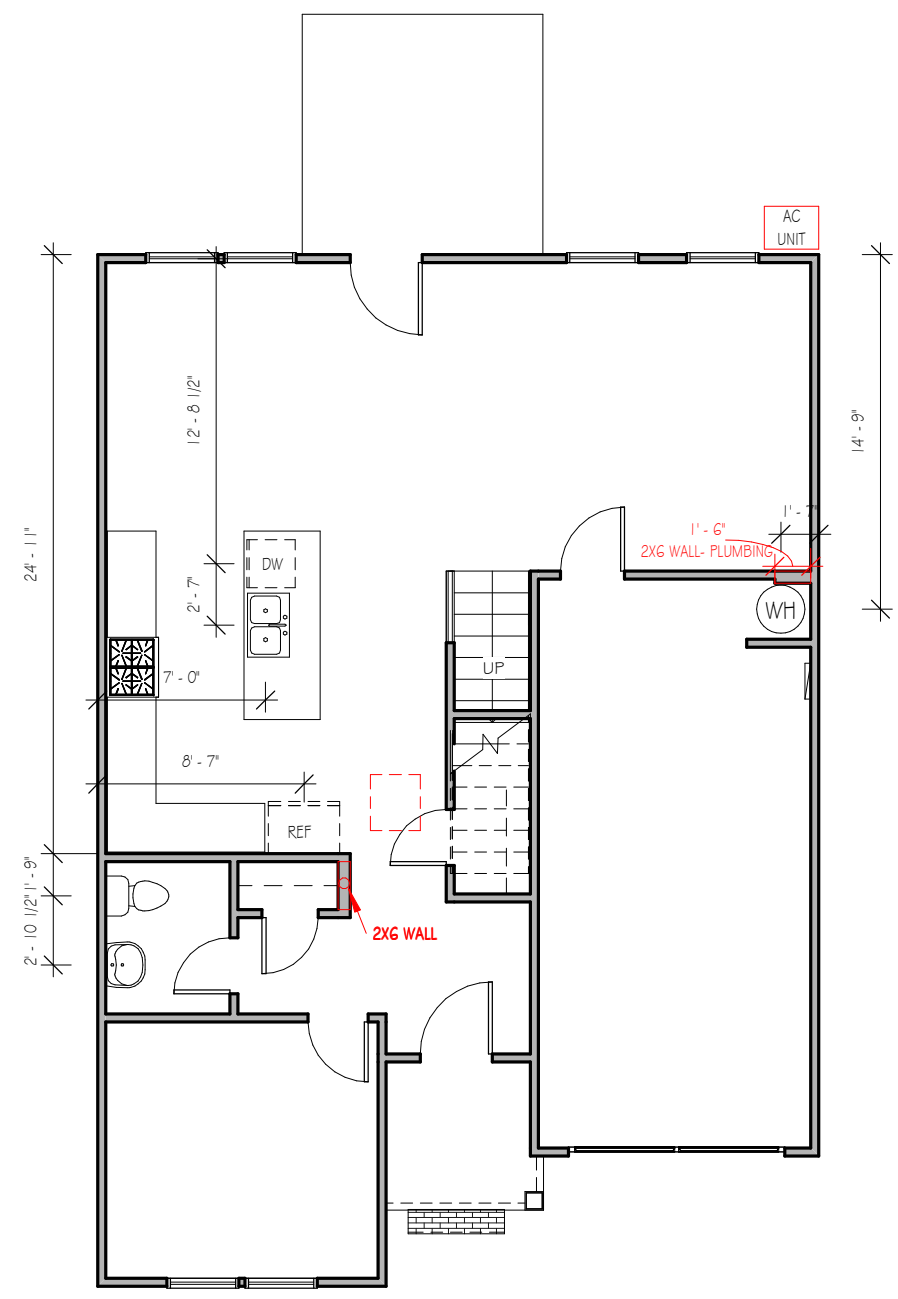 AC
UNIT
12' - 8 1/2"
14' - 9"
24' - 11"
1' - 7"
1' - 6"
2X6 WALL- PLUMBING
DW
2' - 7"
WH
UP
7' - 0"
8' - 7"
REF
1' - 9"
2' - 10 1/2"
2X6 WALL